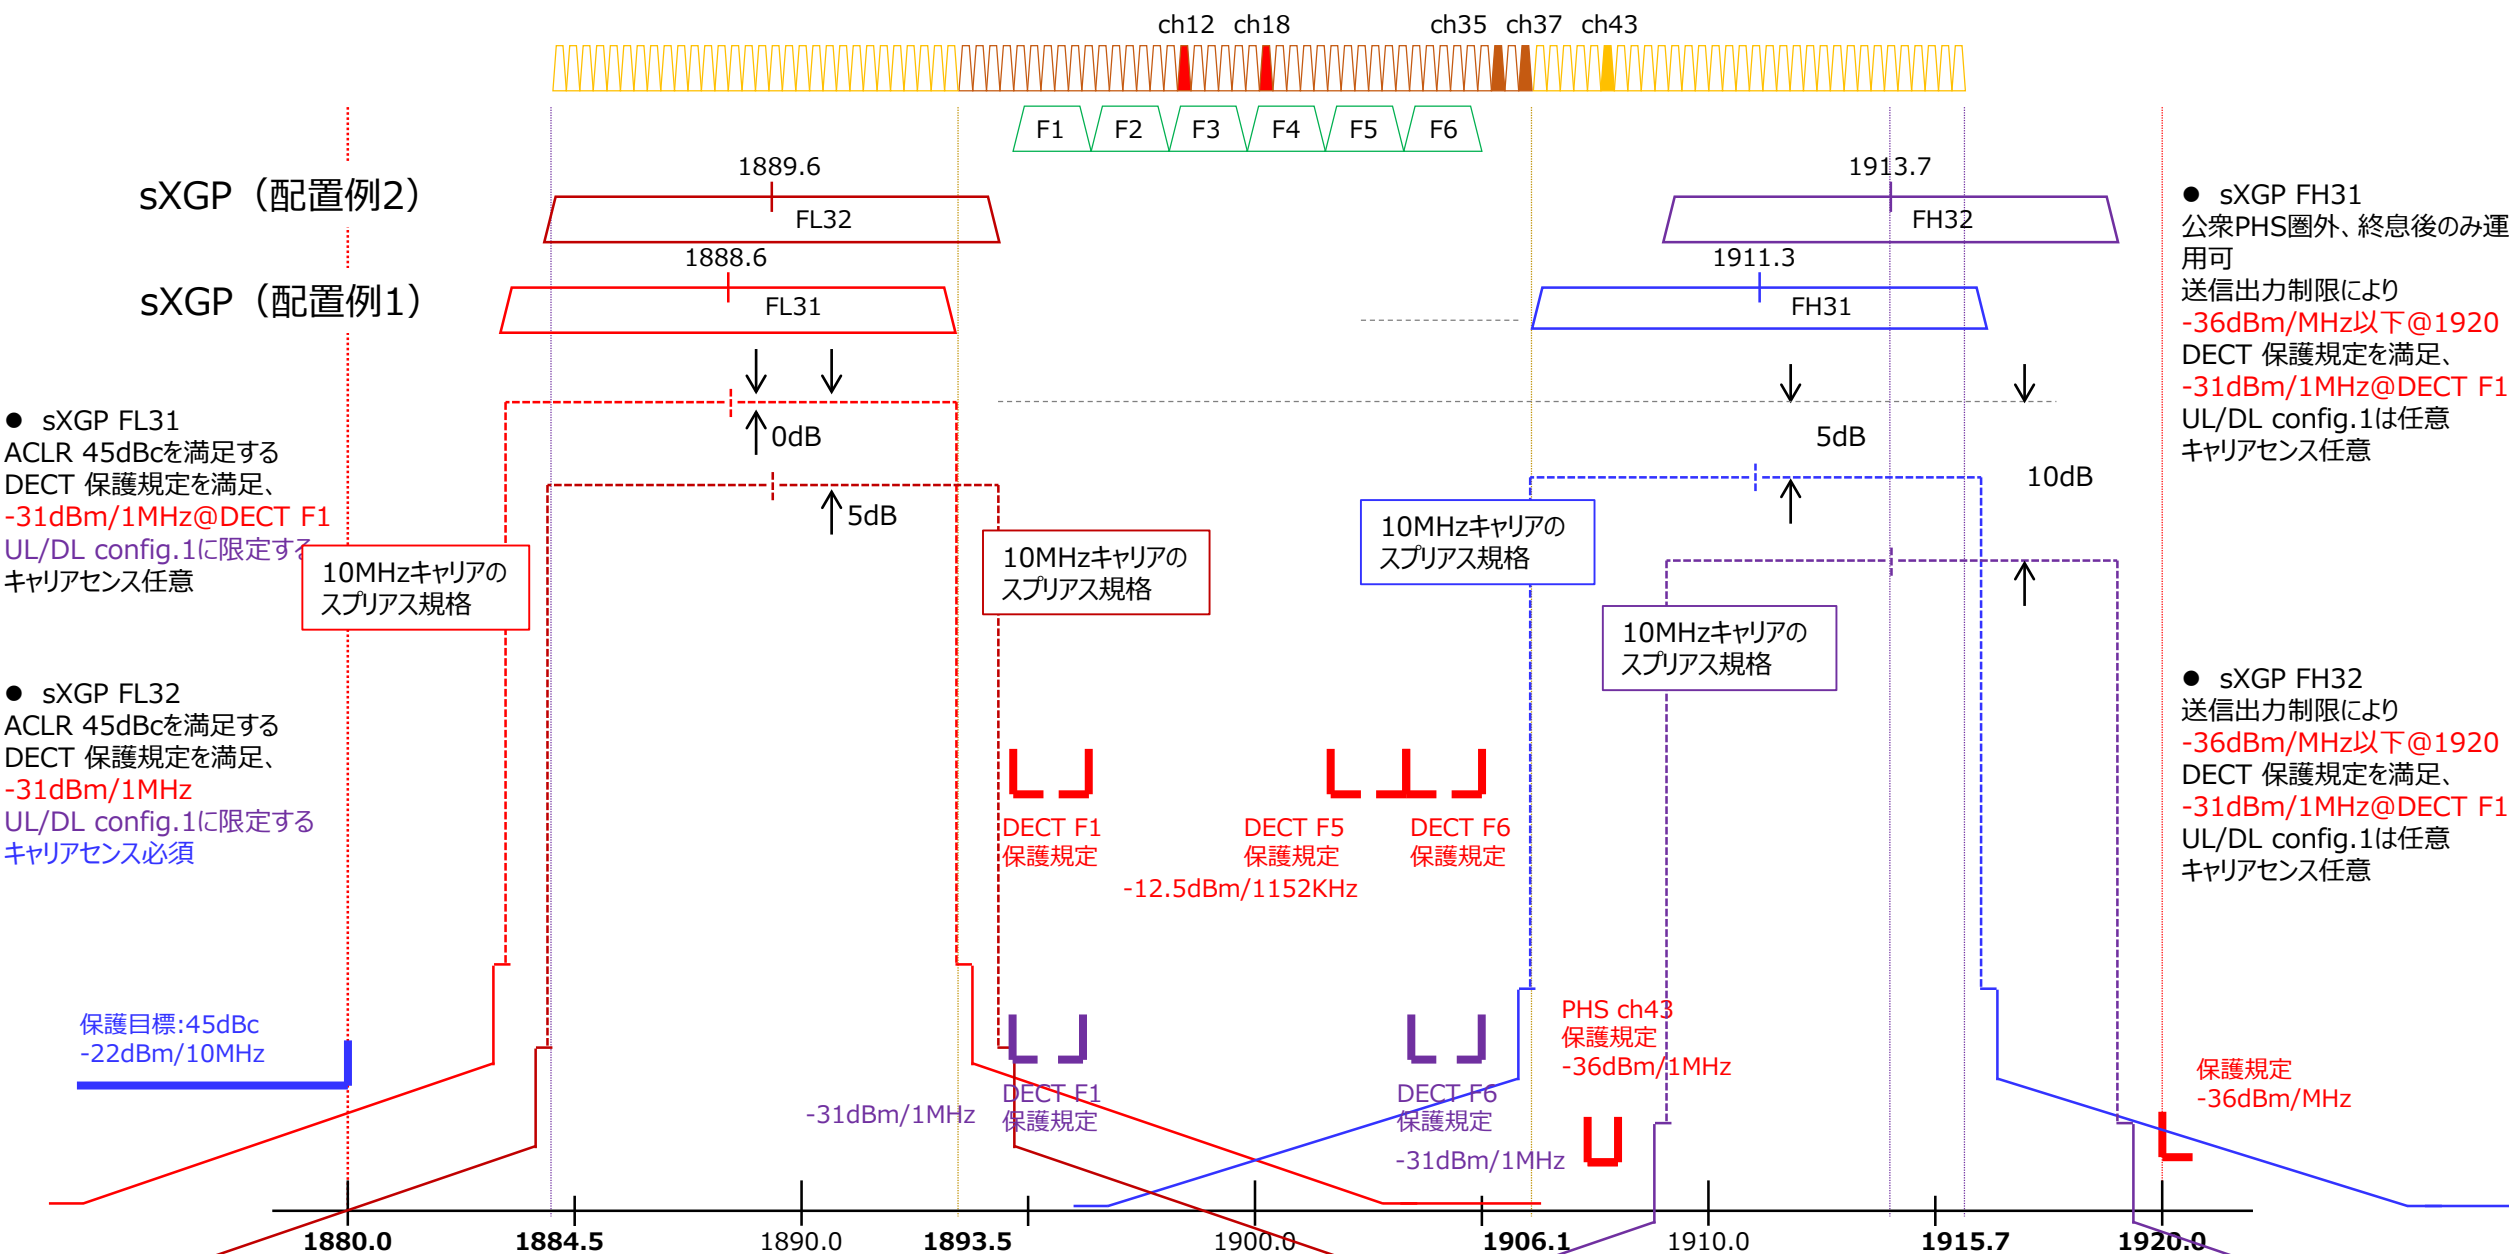 ch12 ch18 ch35 ch37 ch43
F1 F2 F3 F4 F5 F6
sXGP（配置例2）
1889.6
FL32
1913.7
FH32
sXGP（配置例1）
1888.6
FL31
1911.3
FH31
● sXGP FH31
公衆PHS圏外、終息後のみ運
用可
送信出力制限により
-36dBm/MHz以下@1920
DECT 保護規定を満足、
-31dBm/1MHz@DECT F1
UL/DL config.1は任意
キャリアセンス任意
● sXGP FL31
ACLR 45dBcを満足する
DECT 保護規定を満足、
-31dBm/1MHz@DECT F1
UL/DL config.1に限定する
キャリアセンス任意
0dB
5dB
5dB
10dB
10MHzキャリアの
スプリアス規格
10MHzキャリアの
スプリアス規格
10MHzキャリアの
スプリアス規格
10MHzキャリアの
スプリアス規格
● sXGP FL32
ACLR 45dBcを満足する
DECT 保護規定を満足、
-31dBm/1MHz
UL/DL config.1に限定する
キャリアセンス必須
● sXGP FH32
送信出力制限により
-36dBm/MHz以下@1920
DECT 保護規定を満足、
-31dBm/1MHz@DECT F1
UL/DL config.1は任意
キャリアセンス任意
DECT F1
保護規定
DECT F5
保護規定
DECT F6
保護規定
-12.5dBm/1152KHz
保護目標:45dBc
-22dBm/10MHz
DECT F1
保護規定
-31dBm/1MHz
DECT F6
保護規定
-31dBm/1MHz
PHS ch43
保護規定
-36dBm/1MHz
保護規定
-36dBm/MHz
1880.0 1884.5 1890.0 1893.5 1900.0 1906.1 1910.0 1915.7 1920.0